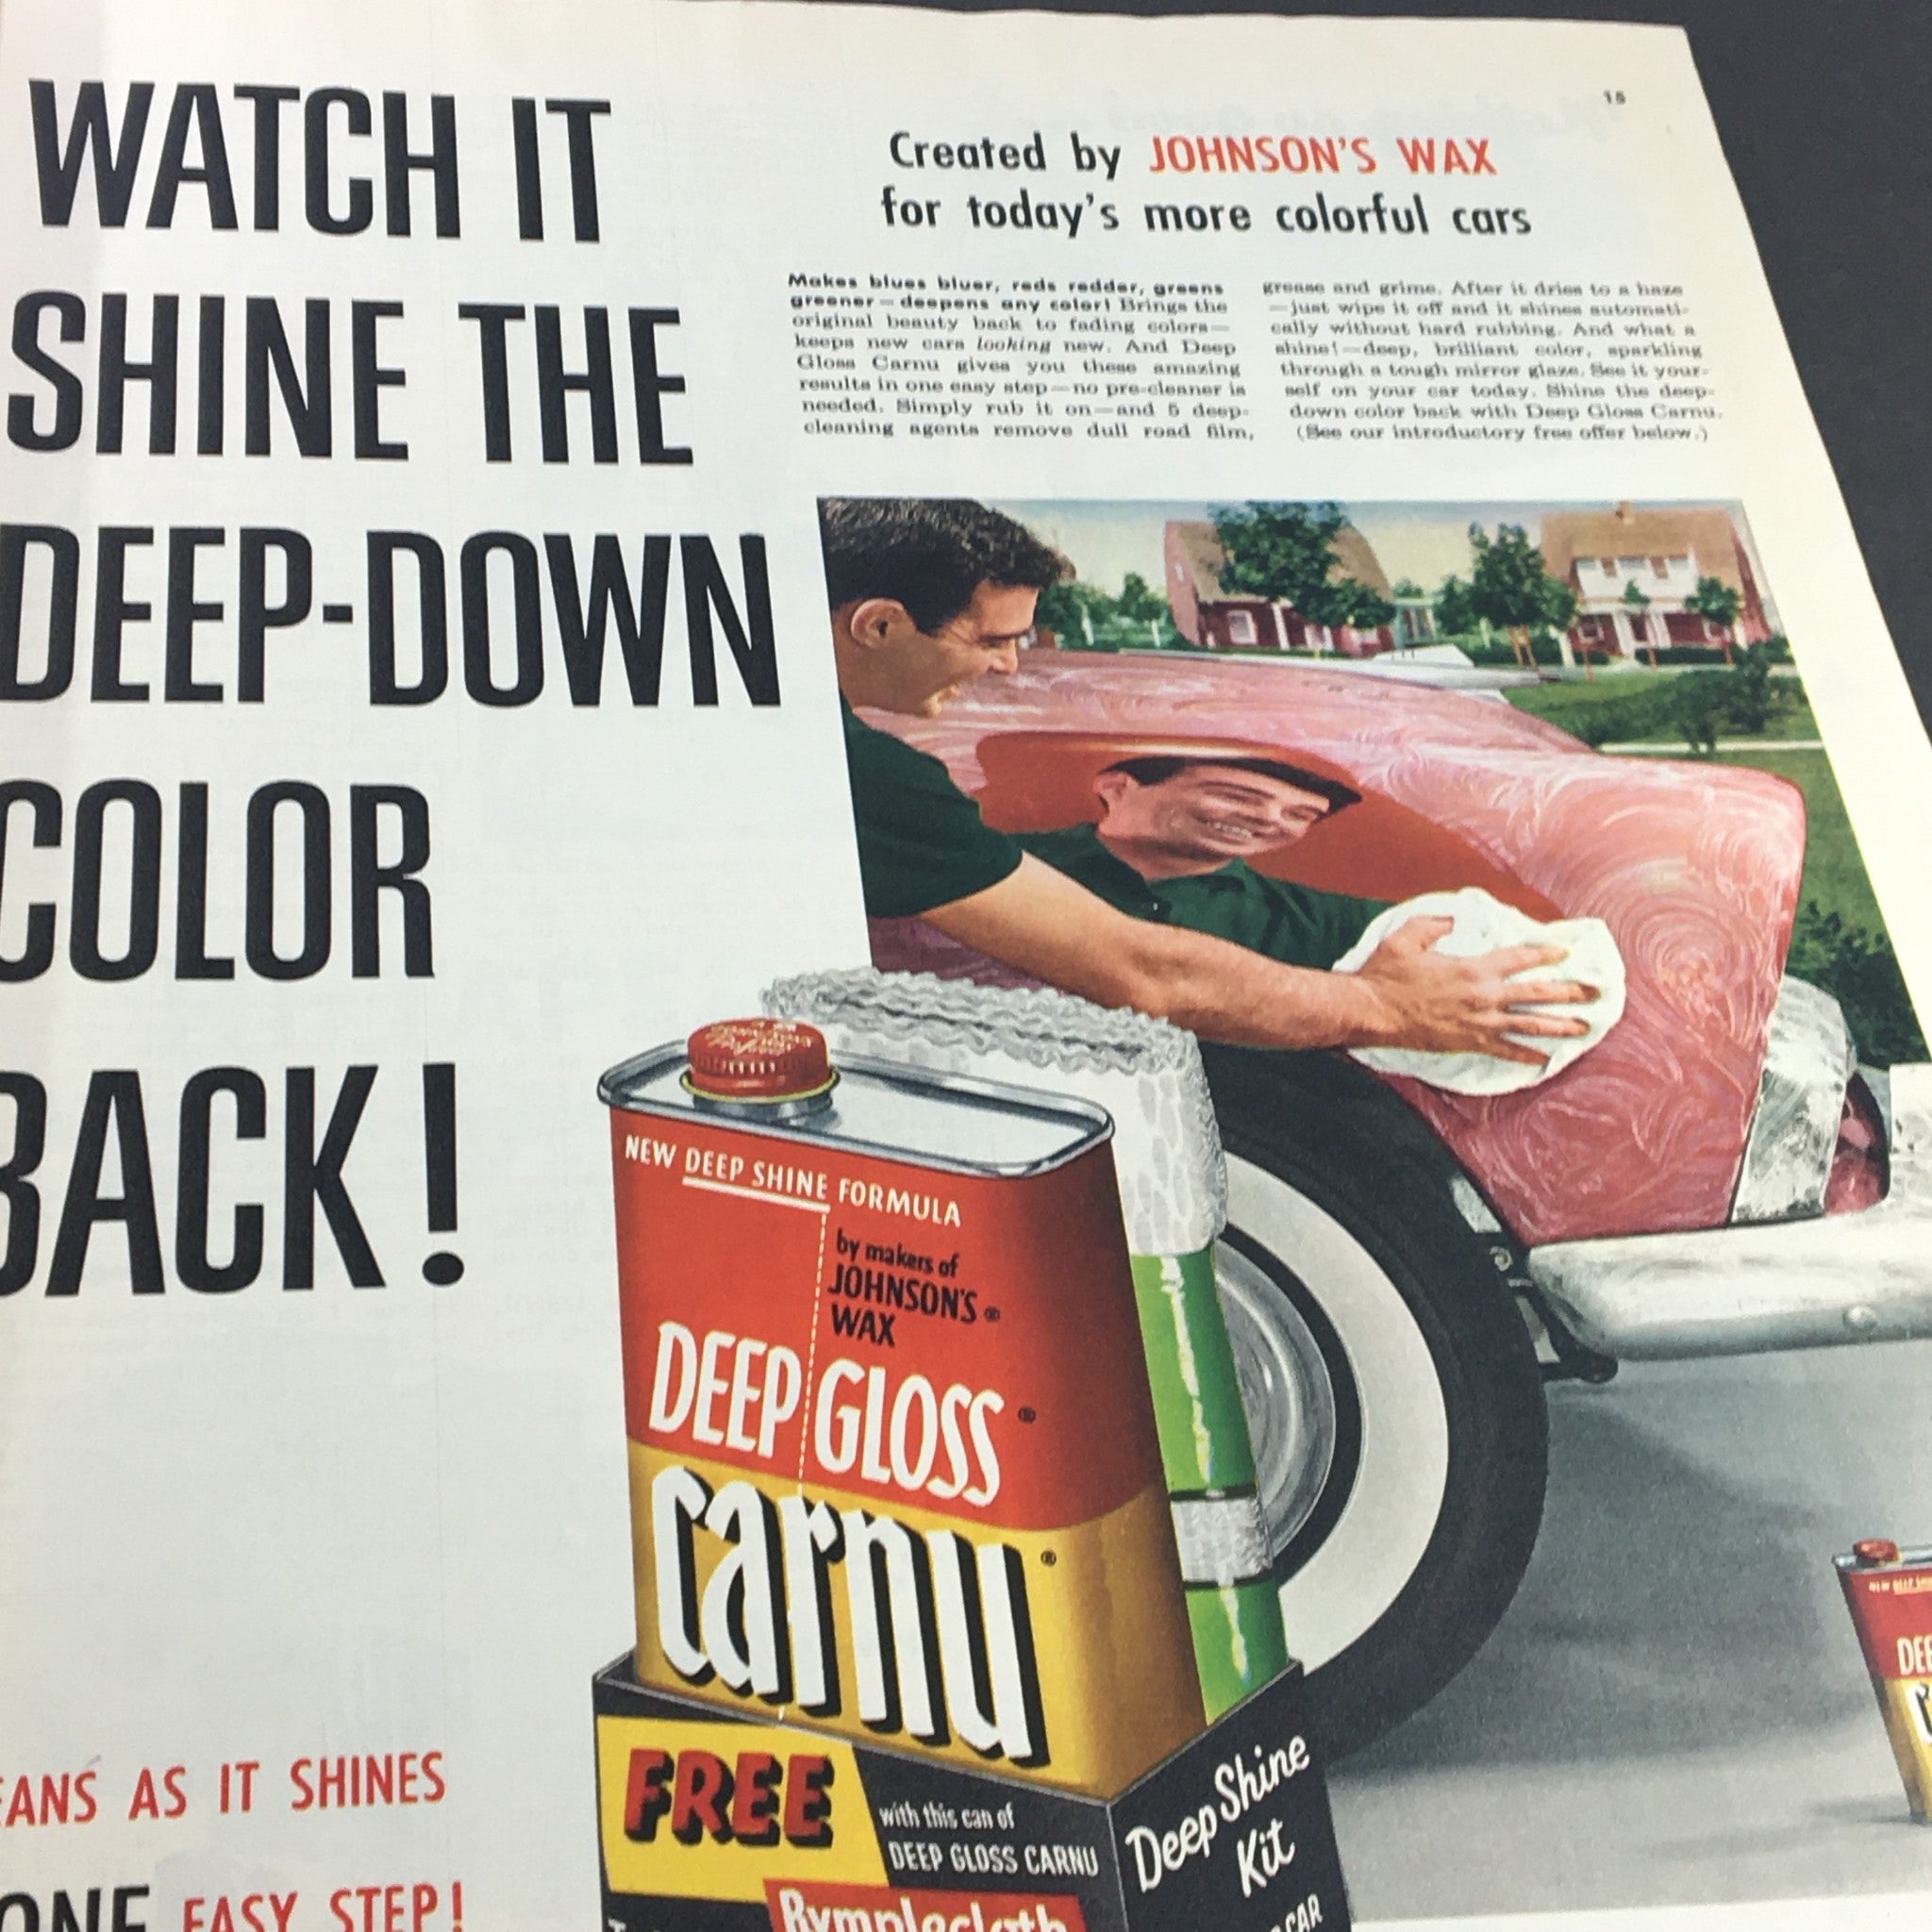 WATCH IT
SHINE THE
DEEP-DOWN
COLOR
BACK!
15
Created by JOHNSON'S WAX
for today's more colorful cars
Makes blues bluer, reds redder, greens
greener—deepens any color! Brings the
original beauty back to fading colors—
keeps new cars looking new. And Deep
Gloss Carnu gives you these amazing
results in one easy step—no pre-cleaner is
needed. Simply rub it on—and 5 deep-
cleaning agents remove dull road film,
grease and grime. After it dries to a haze
—just wipe it off and it shines automati-
cally without hard rubbing. And what a
shine!—deep, brilliant color, sparkling
through a tough mirror glaze. See it your-
self on your car today. Shine the deep-
down color back with Deep Gloss Carnu.
(See our introductory free offer below.)
NEW DEEP SHINE FORMULA
by makers of
JOHNSON'S®
WAX
DEEP GLOSS®
carnu®
FREE
with this can of
DEEP GLOSS CARNU
Rymplecloth
Deep Shine
Kit
CAR
EANS AS IT SHINES
ONE EASY STEP!